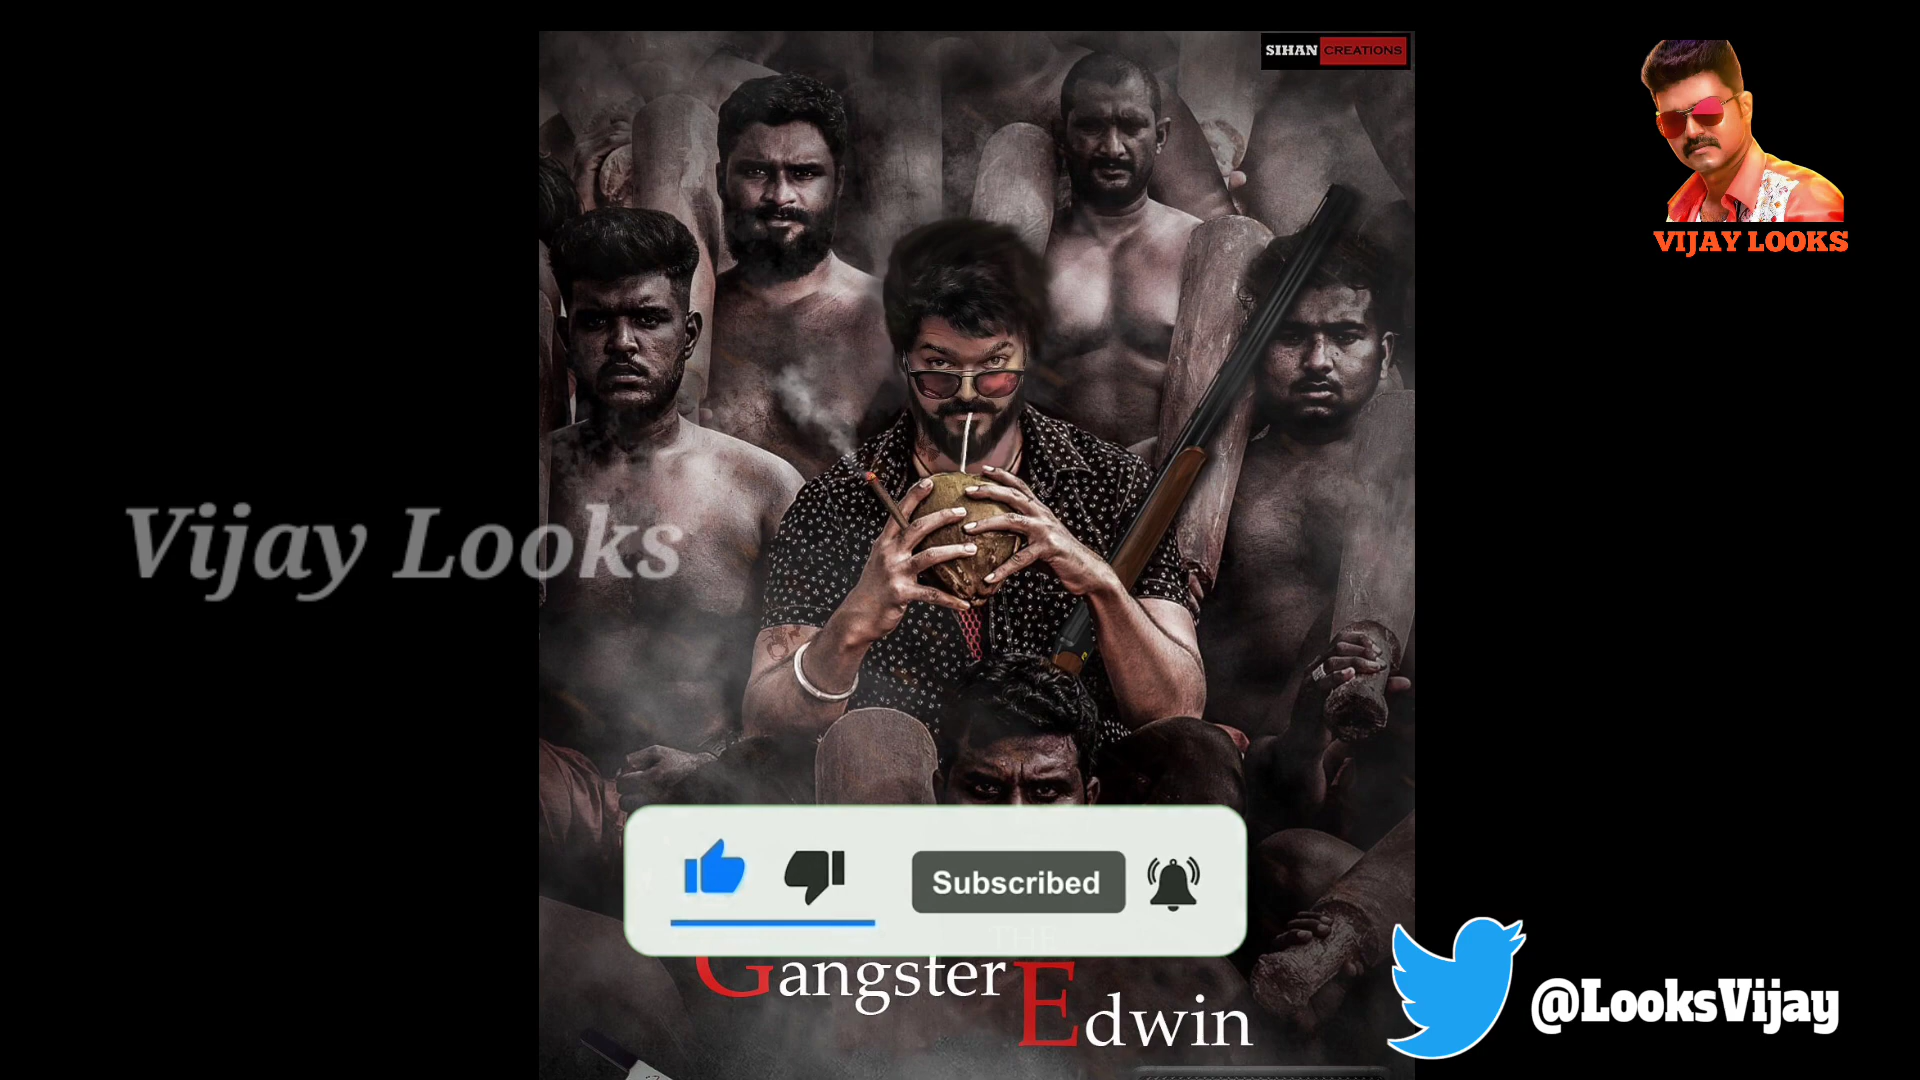 SIHAN CREATIONS
VIJAY LOOKS
Vijay Looks
Subscribed
THE
Gangster
Edwin
@LooksVijay